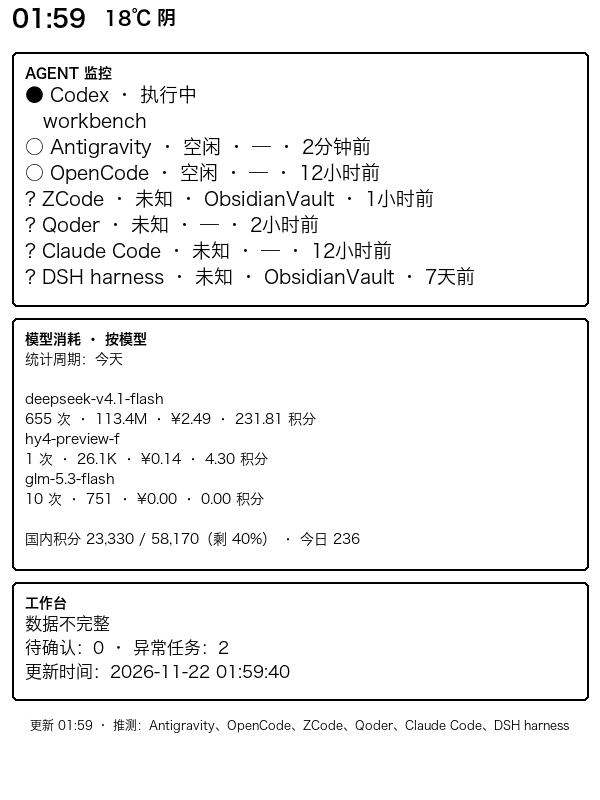 01:59 18℃ 阴
AGENT 监控
● Codex · 执行中
workbench
○ Antigravity · 空闲 · — · 2分钟前
○ OpenCode · 空闲 · — · 12小时前
? ZCode · 未知 · ObsidianVault · 1小时前
? Qoder · 未知 · — · 2小时前
? Claude Code · 未知 · — · 12小时前
? DSH harness · 未知 · ObsidianVault · 7天前
模型消耗 · 按模型
统计周期：今天
deepseek-v4.1-flash
655 次 · 113.4M · ¥2.49 · 231.81 积分
hy4-preview-f
1 次 · 26.1K · ¥0.14 · 4.30 积分
glm-5.3-flash
10 次 · 751 · ¥0.00 · 0.00 积分
国内积分 23,330 / 58,170（剩 40%） · 今日 236
工作台
数据不完整
待确认：0 · 异常任务：2
更新时间：2026-11-22 01:59:40
更新 01:59 · 推测：Antigravity、OpenCode、ZCode、Qoder、Claude Code、DSH harness